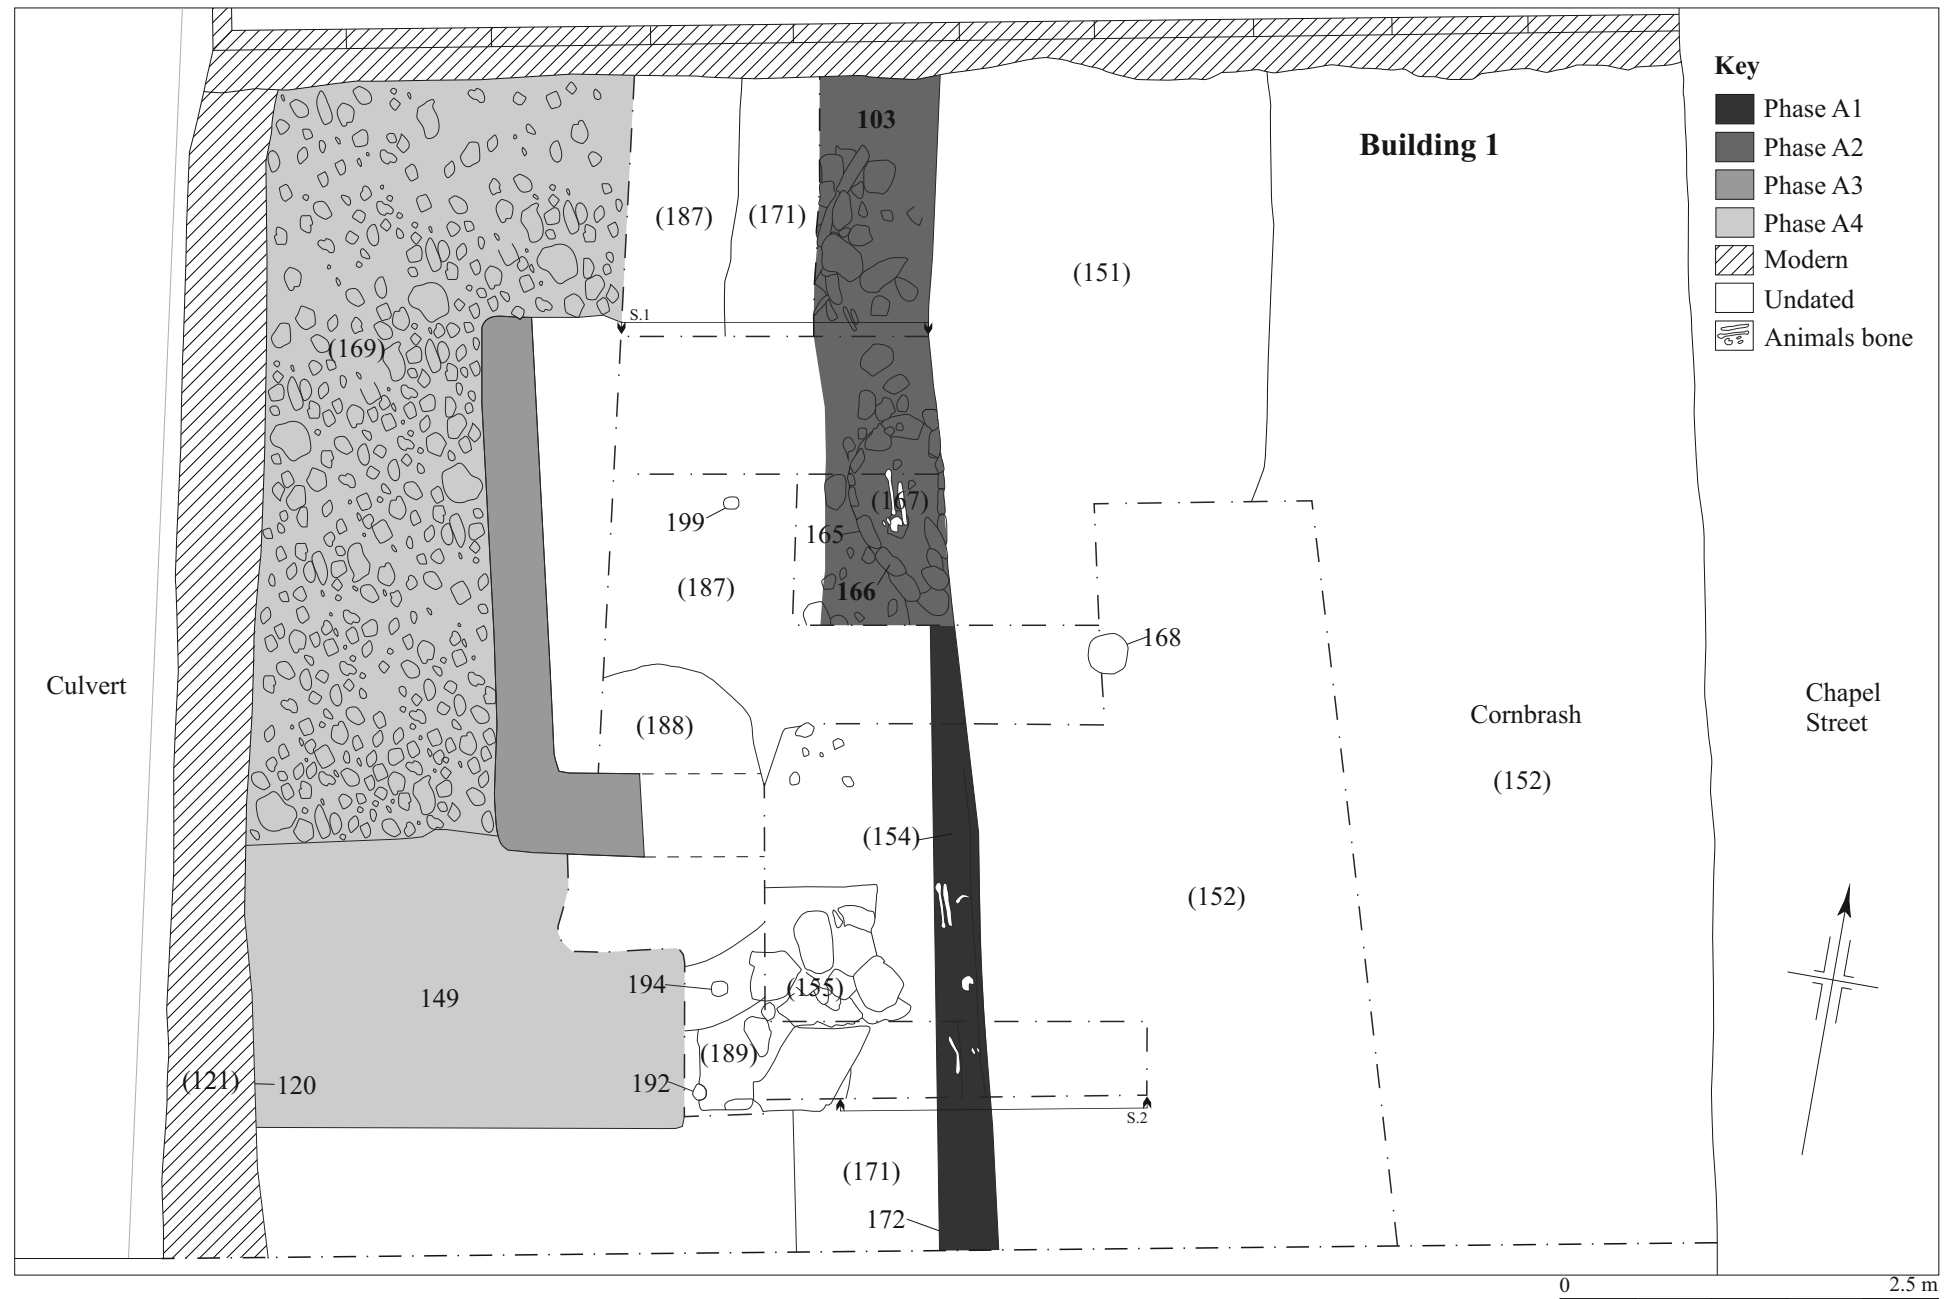 Key
Phase A1
Phase A2
Phase A3
Phase A4
Modern
Undated
Animals bone
103
Building 1
(187)
(171)
(151)
S.1
(169)
199
165
(167)
(187)
166
168
Culvert
(188)
Cornbrash
Chapel
Street
(152)
(154)
(152)
194
(155)
149
(189)
(121)
120
192
S.2
(171)
172
0
2.5 m